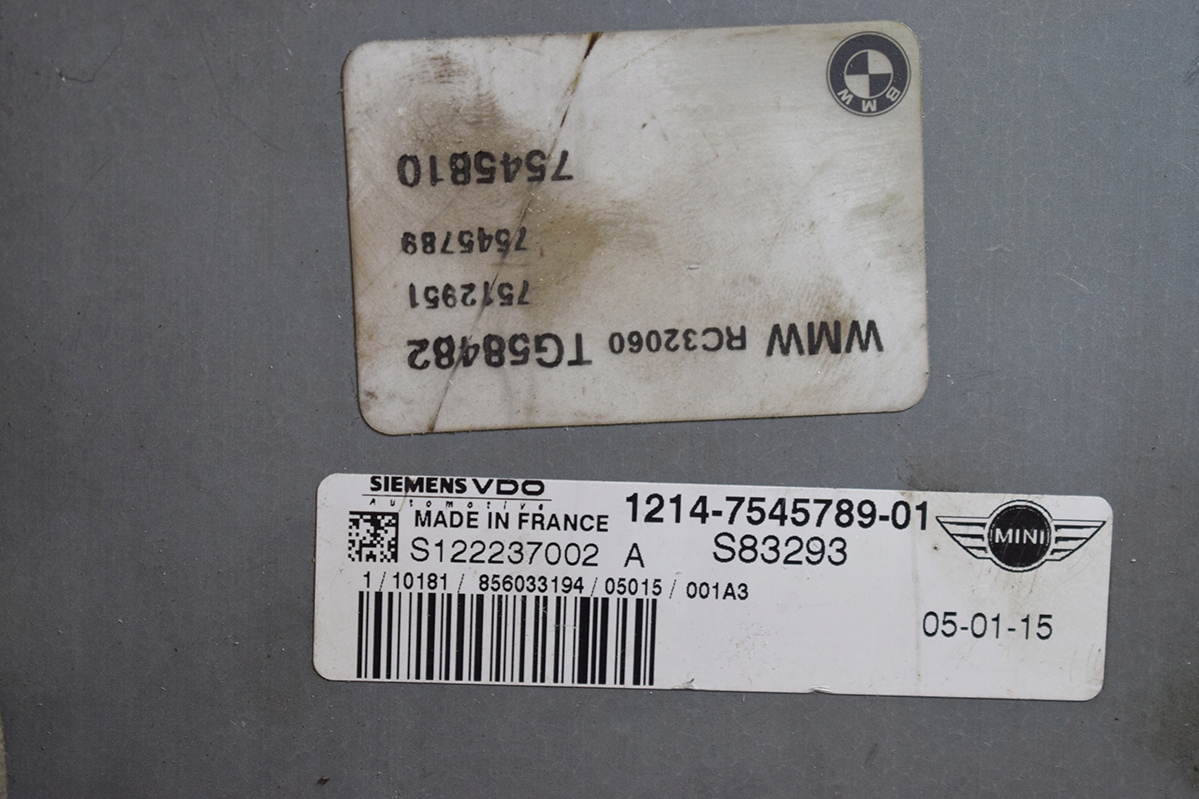 WMW RC32060 TG58482
7512951
7545789
7545810
BMW
SIEMENS VDO
Automotive
MADE IN FRANCE 1214-7545789-01
S122237002 A S83293
MINI
1 / 10181 / 856033194 / 05015 / 001A3
05-01-15